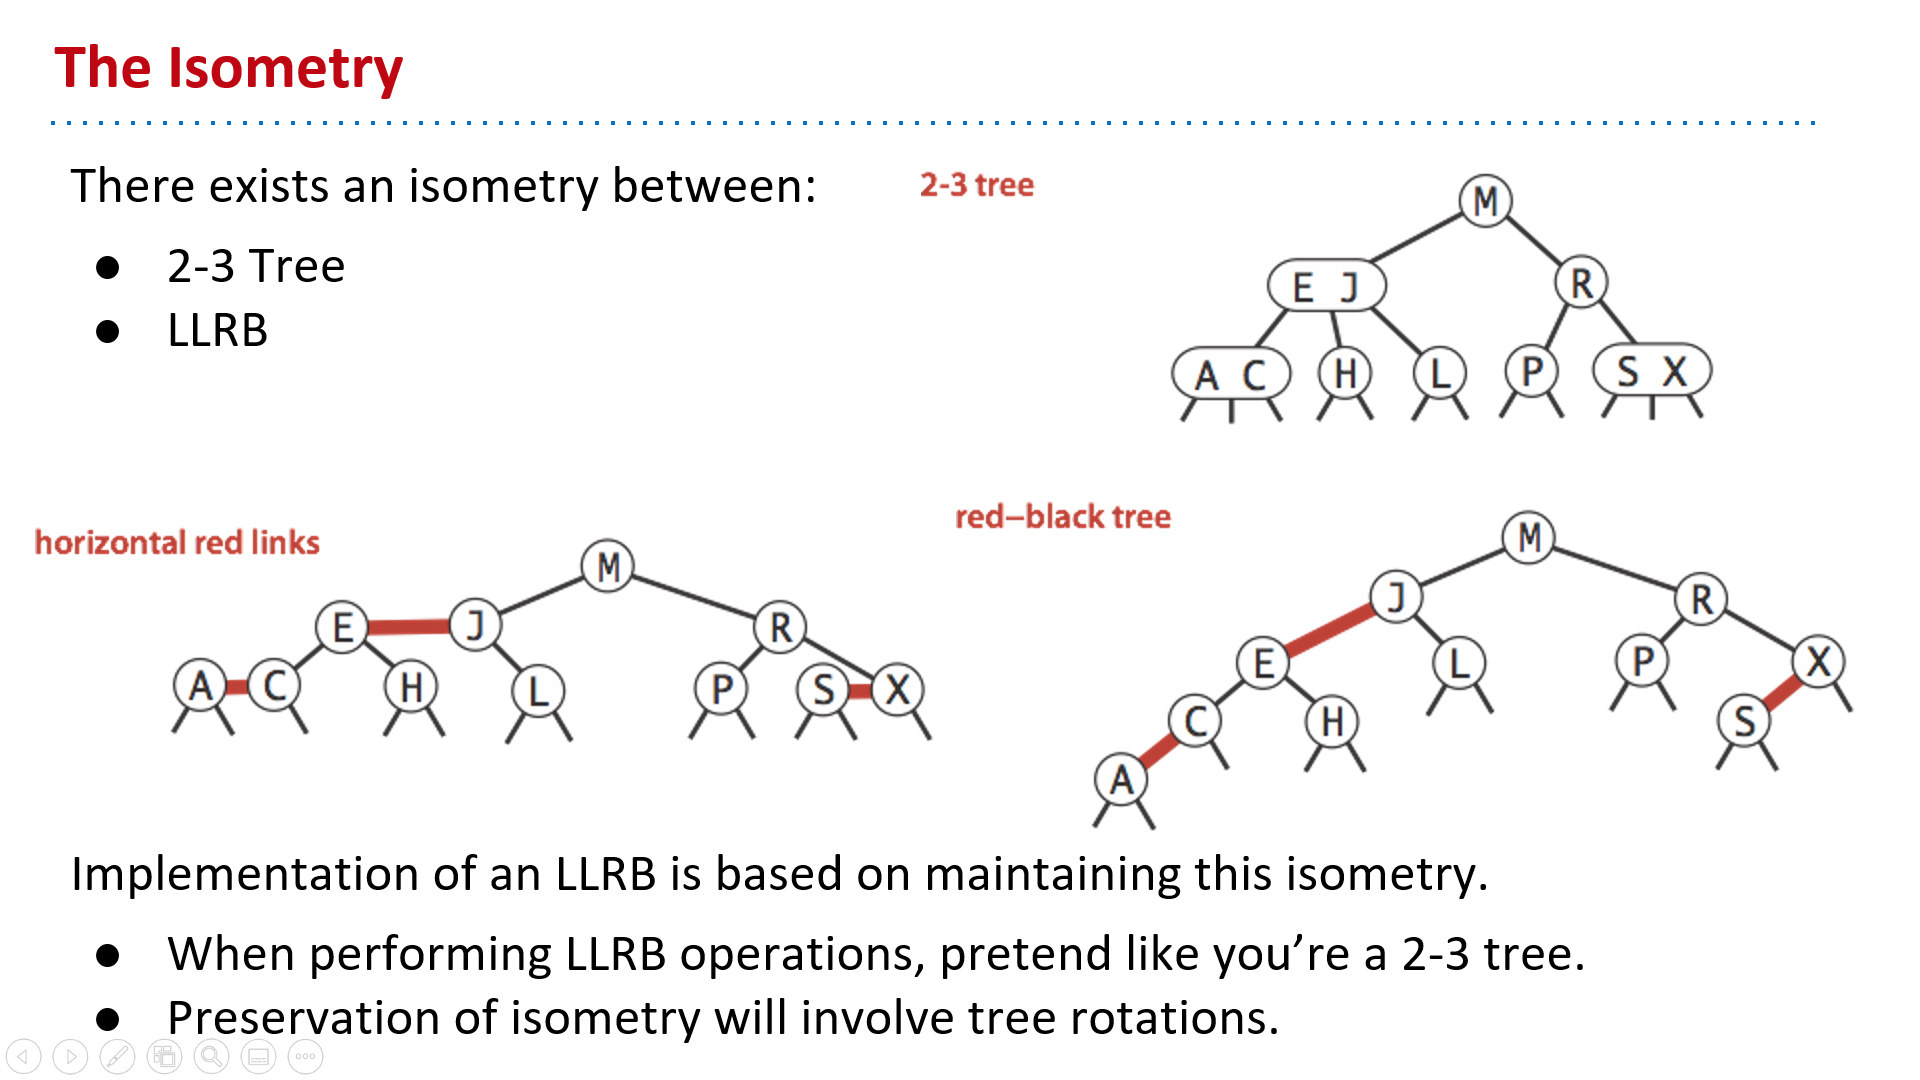 The Isometry
There exists an isometry between:
● 2-3 Tree
● LLRB
2-3 tree
M
E J R
A C H L P S X
horizontal red links
M
E J R
A C H L P S X
red–black tree
M
J R
E L P X
C H S
A
Implementation of an LLRB is based on maintaining this isometry.
● When performing LLRB operations, pretend like you’re a 2-3 tree.
● Preservation of isometry will involve tree rotations.